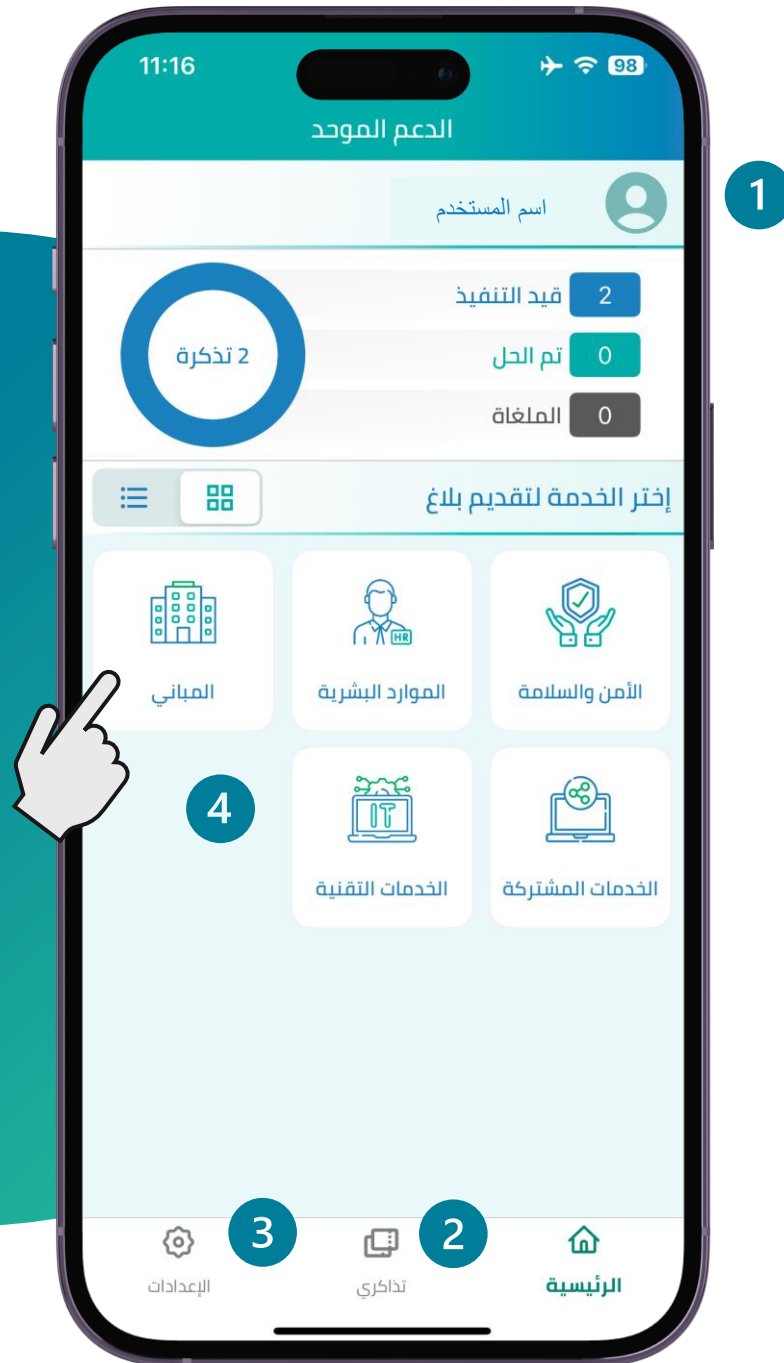 11:16
98
الدعم الموحد
1
اسم المستخدم
2 قيد التنفيذ
0 تم الحل
0 الملغاة
2 تذكرة
إختر الخدمة لتقديم بلاغ
الأمن والسلامة
HR
الموارد البشرية
المباني
الخدمات المشتركة
IT
الخدمات التقنية
4
2
3
الرئيسية
تذاكري
الإعدادات